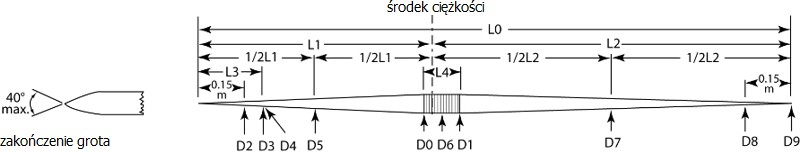 środek ciężkości
L0
L1 L2
1/2L1 1/2L1 1/2L2 1/2L2
L3 L4
0.15 m 0.15 m
40° max.
zakończenie grota
D2 D3 D4 D5 D0 D6 D1 D7 D8 D9